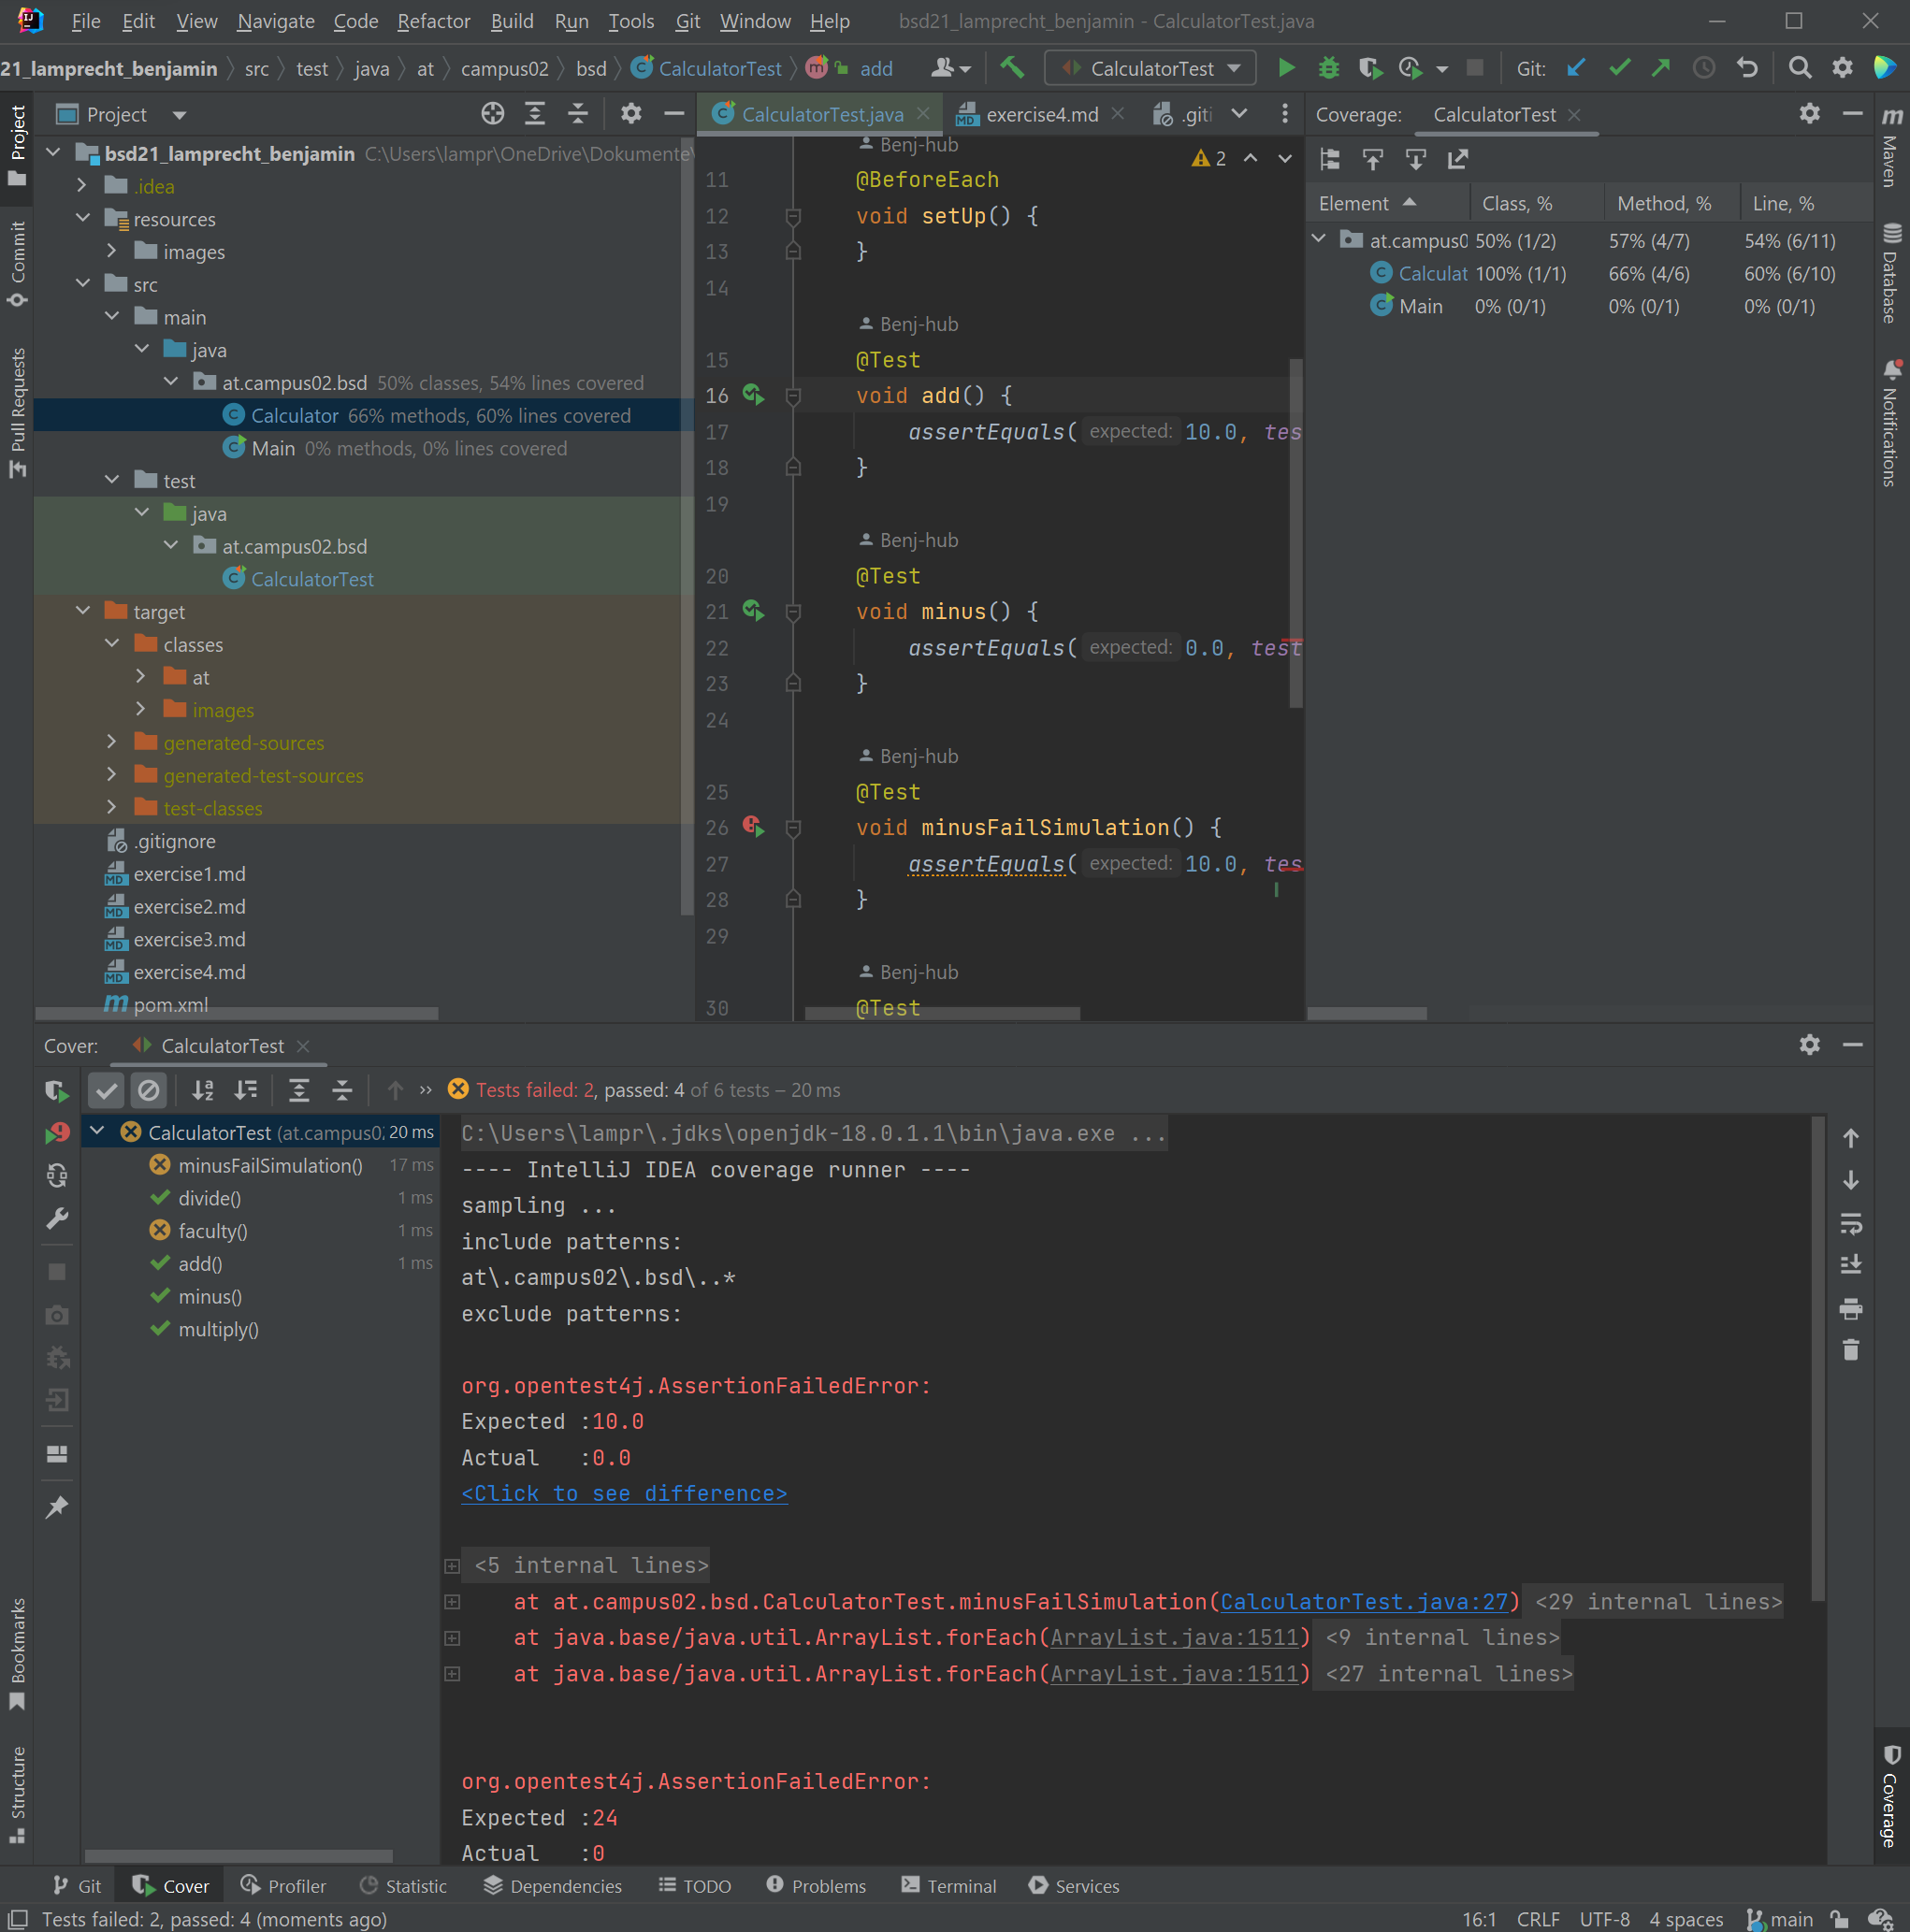 File Edit View Navigate Code Refactor Build Run Tools Git Window Help bsd21_lamprecht_benjamin - CalculatorTest.java
21_lamprecht_benjamin src test java at campus02 bsd CalculatorTest m add CalculatorTest Git:
Project
Commit
Pull Requests
Bookmarks
Structure
Project
bsd21_lamprecht_benjamin C:\Users\lampr\OneDrive\Dokumente\
.idea
resources
images
src
main
java
at.campus02.bsd 50% classes, 54% lines covered
Calculator 66% methods, 60% lines covered
Main 0% methods, 0% lines covered
test
java
at.campus02.bsd
CalculatorTest
target
classes
at
images
generated-sources
generated-test-sources
test-classes
.gitignore
exercise1.md
exercise2.md
exercise3.md
exercise4.md
pom.xml
CalculatorTest.java exercise4.md .giti
2
Benj-hub
11 @BeforeEach
12 void setUp() {
13 }
14
Benj-hub
15 @Test
16 void add() {
17 assertEquals( expected: 10.0, tes
18 }
19
Benj-hub
20 @Test
21 void minus() {
22 assertEquals( expected: 0.0, test
23 }
24
Benj-hub
25 @Test
26 void minusFailSimulation() {
27 assertEquals( expected: 10.0, tes
28 }
29
Benj-hub
30 @Test
Coverage: CalculatorTest
Element Class, % Method, % Line, %
at.campus0 50% (1/2) 57% (4/7) 54% (6/11)
Calculat 100% (1/1) 66% (4/6) 60% (6/10)
Main 0% (0/1) 0% (0/1) 0% (0/1)
Maven
Database
Notifications
Coverage
Cover: CalculatorTest
Tests failed: 2, passed: 4 of 6 tests – 20 ms
CalculatorTest (at.campus02 20 ms
minusFailSimulation() 17 ms
divide() 1 ms
faculty() 1 ms
add() 1 ms
minus()
multiply()
C:\Users\lampr\.jdks\openjdk-18.0.1.1\bin\java.exe ...
---- IntelliJ IDEA coverage runner ----
sampling ...
include patterns:
at\.campus02\.bsd\..*
exclude patterns:
org.opentest4j.AssertionFailedError:
Expected :10.0
Actual   :0.0
<Click to see difference>
<5 internal lines>
at at.campus02.bsd.CalculatorTest.minusFailSimulation(CalculatorTest.java:27) <29 internal lines>
at java.base/java.util.ArrayList.forEach(ArrayList.java:1511) <9 internal lines>
at java.base/java.util.ArrayList.forEach(ArrayList.java:1511) <27 internal lines>
org.opentest4j.AssertionFailedError:
Expected :24
Actual   :0
Git Cover Profiler Statistic Dependencies TODO Problems Terminal Services
Tests failed: 2, passed: 4 (moments ago) 16:1 CRLF UTF-8 4 spaces main